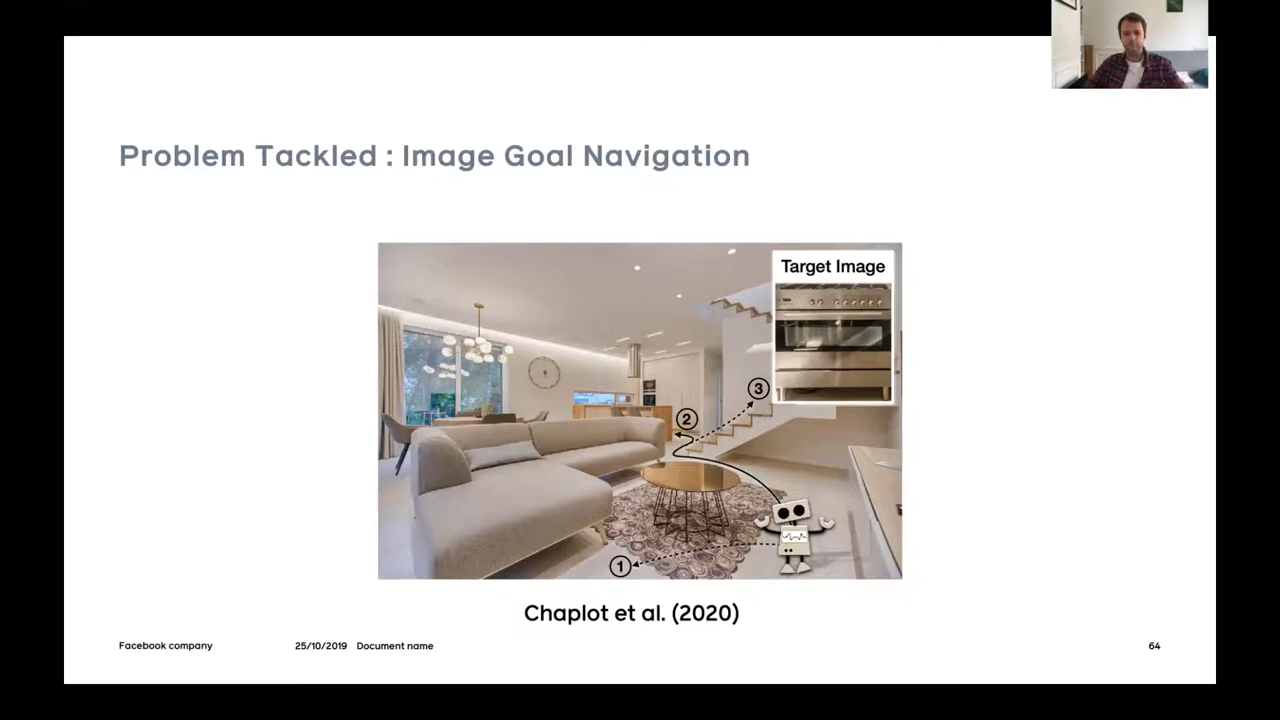 Problem Tackled : Image Goal Navigation
Target Image
3
2
1
Chaplot et al. (2020)
Facebook company 25/10/2019 Document name 64